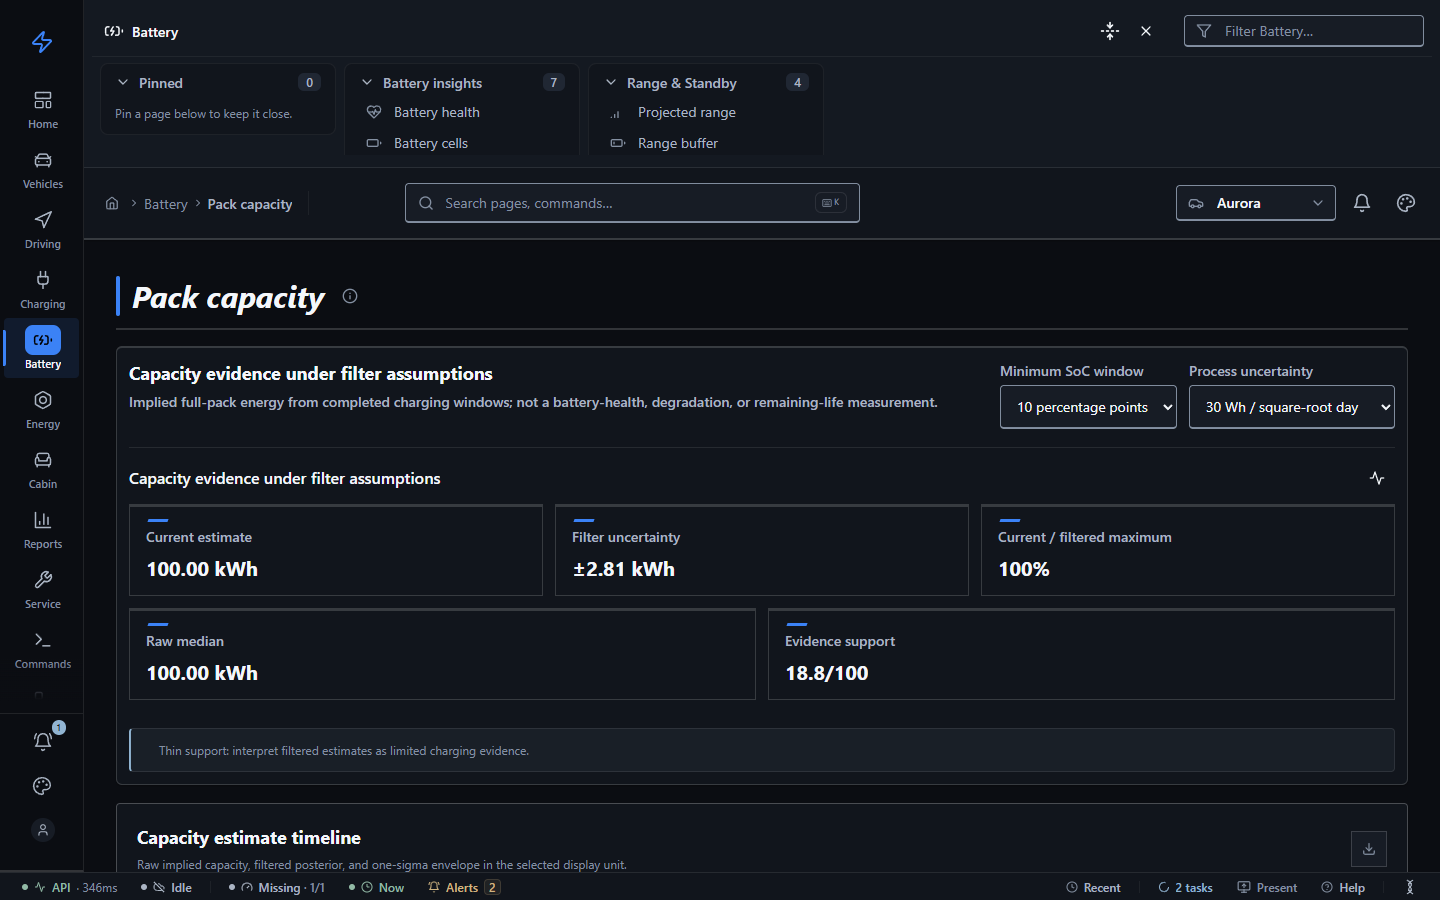 Battery
Filter Battery...
Pinned 0
Pin a page below to keep it close.
Battery insights 7
Battery health
Battery cells
Range & Standby 4
Projected range
Range buffer
Home
Vehicles
Driving
Charging
Battery
Energy
Cabin
Reports
Service
Commands
1
Battery
Pack capacity
Search pages, commands...
K
Aurora
Pack capacity
Capacity evidence under filter assumptions
Implied full-pack energy from completed charging windows; not a battery-health, degradation, or remaining-life measurement.
Minimum SoC window
10 percentage points
Process uncertainty
30 Wh / square-root day
Capacity evidence under filter assumptions
Current estimate
100.00 kWh
Filter uncertainty
±2.81 kWh
Current / filtered maximum
100%
Raw median
100.00 kWh
Evidence support
18.8/100
Thin support: interpret filtered estimates as limited charging evidence.
Capacity estimate timeline
Raw implied capacity, filtered posterior, and one-sigma envelope in the selected display unit.
API · 346ms
Idle
Missing · 1/1
Now
Alerts 2
Recent
2 tasks
Present
Help